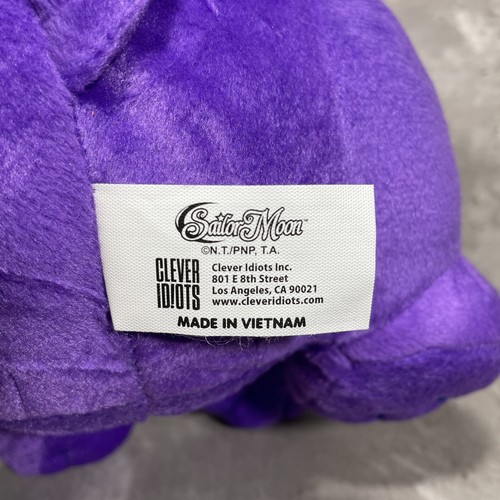 Sailor Moon™
©N.T./PNP, T.A.
CLEVER
IDIOTS
Clever Idiots Inc.
801 E 8th Street
Los Angeles, CA 90021
www.cleveridiots.com
MADE IN VIETNAM